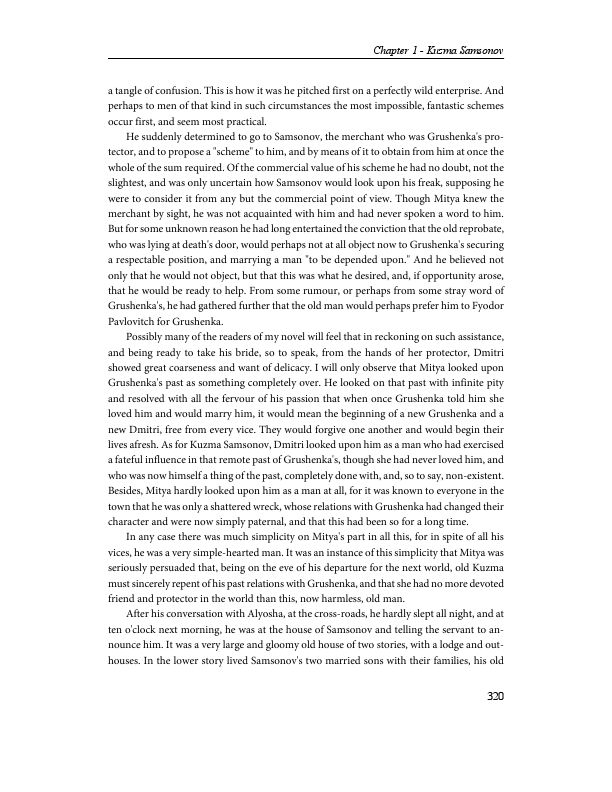 Chapter 1 - Kuzma Samsonov
a tangle of confusion. This is how it was he pitched first on a perfectly wild enterprise. And
perhaps to men of that kind in such circumstances the most impossible, fantastic schemes
occur first, and seem most practical.
He suddenly determined to go to Samsonov, the merchant who was Grushenka's pro-
tector, and to propose a "scheme" to him, and by means of it to obtain from him at once the
whole of the sum required. Of the commercial value of his scheme he had no doubt, not the
slightest, and was only uncertain how Samsonov would look upon his freak, supposing he
were to consider it from any but the commercial point of view. Though Mitya knew the
merchant by sight, he was not acquainted with him and had never spoken a word to him.
But for some unknown reason he had long entertained the conviction that the old reprobate,
who was lying at death's door, would perhaps not at all object now to Grushenka's securing
a respectable position, and marrying a man "to be depended upon." And he believed not
only that he would not object, but that this was what he desired, and, if opportunity arose,
that he would be ready to help. From some rumour, or perhaps from some stray word of
Grushenka's, he had gathered further that the old man would perhaps prefer him to Fyodor
Pavlovitch for Grushenka.
Possibly many of the readers of my novel will feel that in reckoning on such assistance,
and being ready to take his bride, so to speak, from the hands of her protector, Dmitri
showed great coarseness and want of delicacy. I will only observe that Mitya looked upon
Grushenka's past as something completely over. He looked on that past with infinite pity
and resolved with all the fervour of his passion that when once Grushenka told him she
loved him and would marry him, it would mean the beginning of a new Grushenka and a
new Dmitri, free from every vice. They would forgive one another and would begin their
lives afresh. As for Kuzma Samsonov, Dmitri looked upon him as a man who had exercised
a fateful influence in that remote past of Grushenka's, though she had never loved him, and
who was now himself a thing of the past, completely done with, and, so to say, non-existent.
Besides, Mitya hardly looked upon him as a man at all, for it was known to everyone in the
town that he was only a shattered wreck, whose relations with Grushenka had changed their
character and were now simply paternal, and that this had been so for a long time.
In any case there was much simplicity on Mitya's part in all this, for in spite of all his
vices, he was a very simple-hearted man. It was an instance of this simplicity that Mitya was
seriously persuaded that, being on the eve of his departure for the next world, old Kuzma
must sincerely repent of his past relations with Grushenka, and that she had no more devoted
friend and protector in the world than this, now harmless, old man.
After his conversation with Alyosha, at the cross-roads, he hardly slept all night, and at
ten o'clock next morning, he was at the house of Samsonov and telling the servant to an-
nounce him. It was a very large and gloomy old house of two stories, with a lodge and out-
houses. In the lower story lived Samsonov's two married sons with their families, his old
320